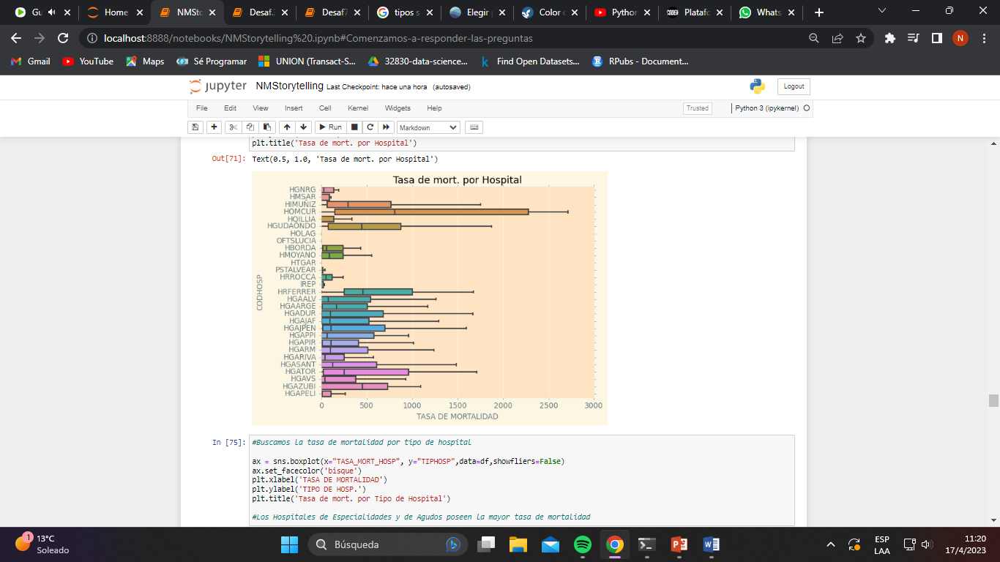 Gu
Home
NMSto
Desaf.
Desaf7
tipos s
Elegir
Color
Python
CODER
Platafo
Whats
localhost:8888/notebooks/NMStorytelling%20.ipynb#Comenzamos-a-responder-las-preguntas
N
Gmail
YouTube
Maps
Sé Programar
UNION (Transact-S...
32830-data-science...
Find Open Datasets...
RPubs - Document...
jupyter
NMStorytelling Last Checkpoint: hace una hora (autosaved)
Logout
File Edit View Insert Cell Kernel Widgets Help
Trusted
Python 3 (ipykernel)
Run
Markdown
plt.title('Tasa de mort. por Hospital')
Out[71]: Text(0.5, 1.0, 'Tasa de mort. por Hospital')
Tasa de mort. por Hospital
HGNRG
HMSAR
HIMUÑIZ
HOMCUR
HQILLIA
HGUDAONDO
HOLAG
OFTSLUCIA
HBORDA
HMOYANO
HTGAR
PSTALVEAR
HRROCCA
IREP
HRFERRER
HGAALV
HGAARGE
HGADUR
HGAJAF
HGAJPEN
HGAPPI
HGAPIR
HGARM
HGARIVA
HGASANT
HGATOR
HGAVS
HGAZUBI
HGAPELI
CODHOSP
0 500 1000 1500 2000 2500 3000
TASA DE MORTALIDAD
In [75]: #Buscamos la tasa de mortalidad por tipo de hospital
ax = sns.boxplot(x="TASA_MORT_HOSP", y="TIPHOSP",data=df,showfliers=False)
ax.set_facecolor('bisque')
plt.xlabel('TASA DE MORTALIDAD')
plt.ylabel('TIPO DE HOSP.')
plt.title('Tasa de mort. por Tipo de Hospital')
#Los Hospitales de Especialidades y de Agudos poseen la mayor tasa de mortalidad
1
13°C
Soleado
Búsqueda
ESP
LAA
11:20
17/4/2023